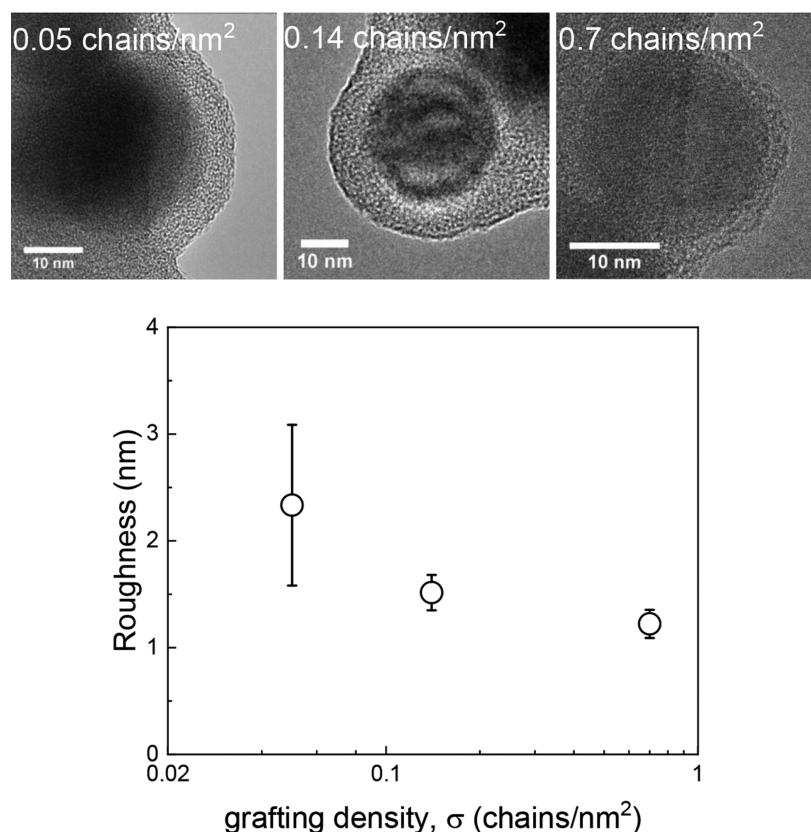 0.05 chains/nm²
0.14 chains/nm²
0.7 chains/nm²
10 nm
10 nm
10 nm
4
3
2
1
0
Roughness (nm)
0.02
0.1
1
grafting density, σ (chains/nm²)